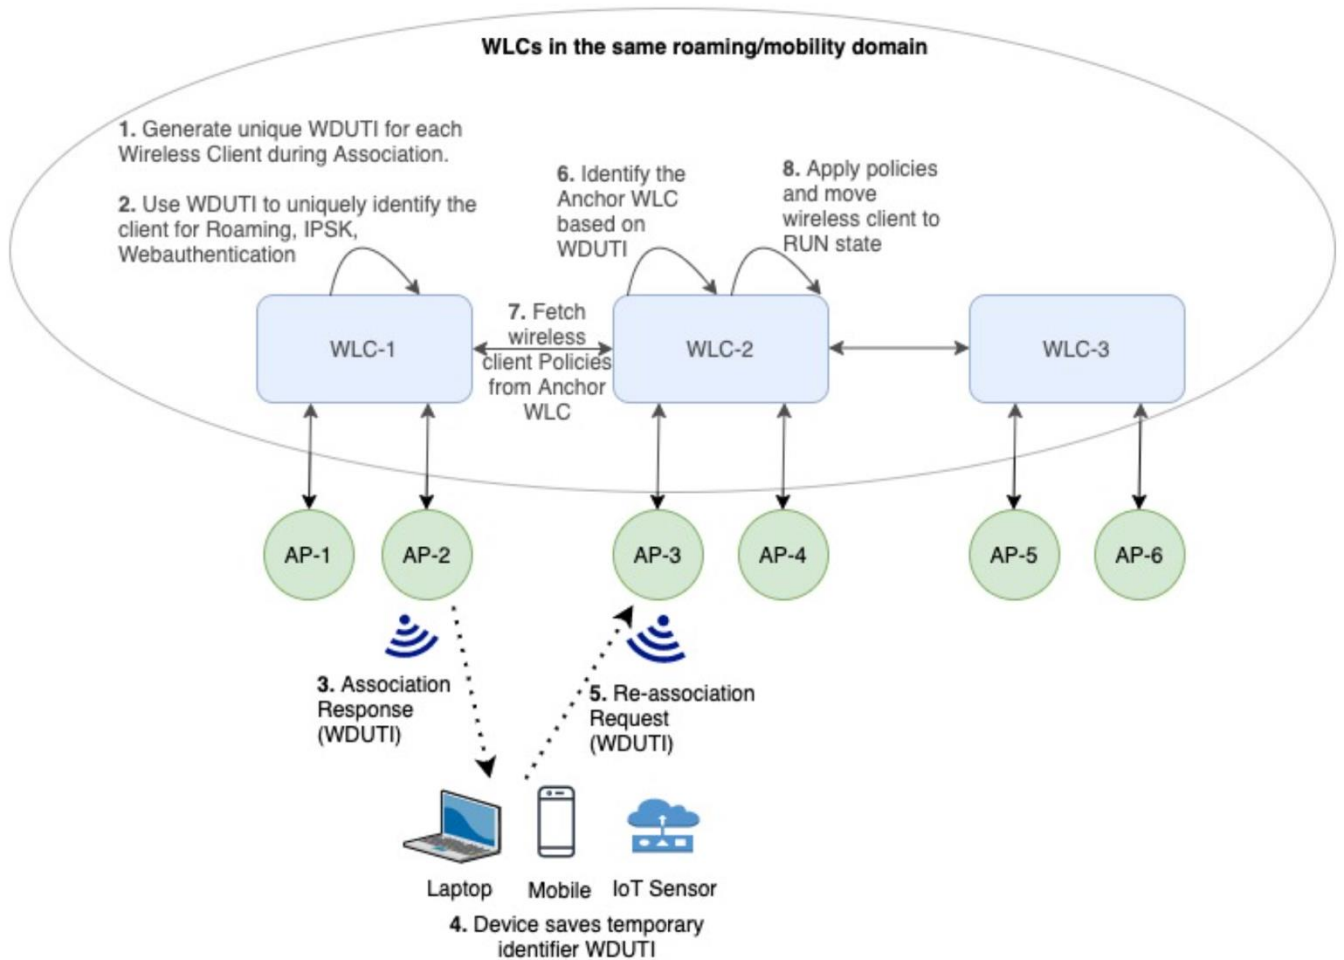 WLCs in the same roaming/mobility domain
1. Generate unique WDUTI for each
Wireless Client during Association.
2. Use WDUTI to uniquely identify the
client for Roaming, IPSK,
Webauthentication
6. Identify the
Anchor WLC
based on
WDUTI
8. Apply policies
and move
wireless client to
RUN state
WLC-1
7. Fetch
wireless
client Policies
from Anchor
WLC
WLC-2
WLC-3
AP-1
AP-2
AP-3
AP-4
AP-5
AP-6
3. Association
Response
(WDUTI)
5. Re-association
Request
(WDUTI)
Laptop
Mobile
IoT Sensor
4. Device saves temporary
identifier WDUTI